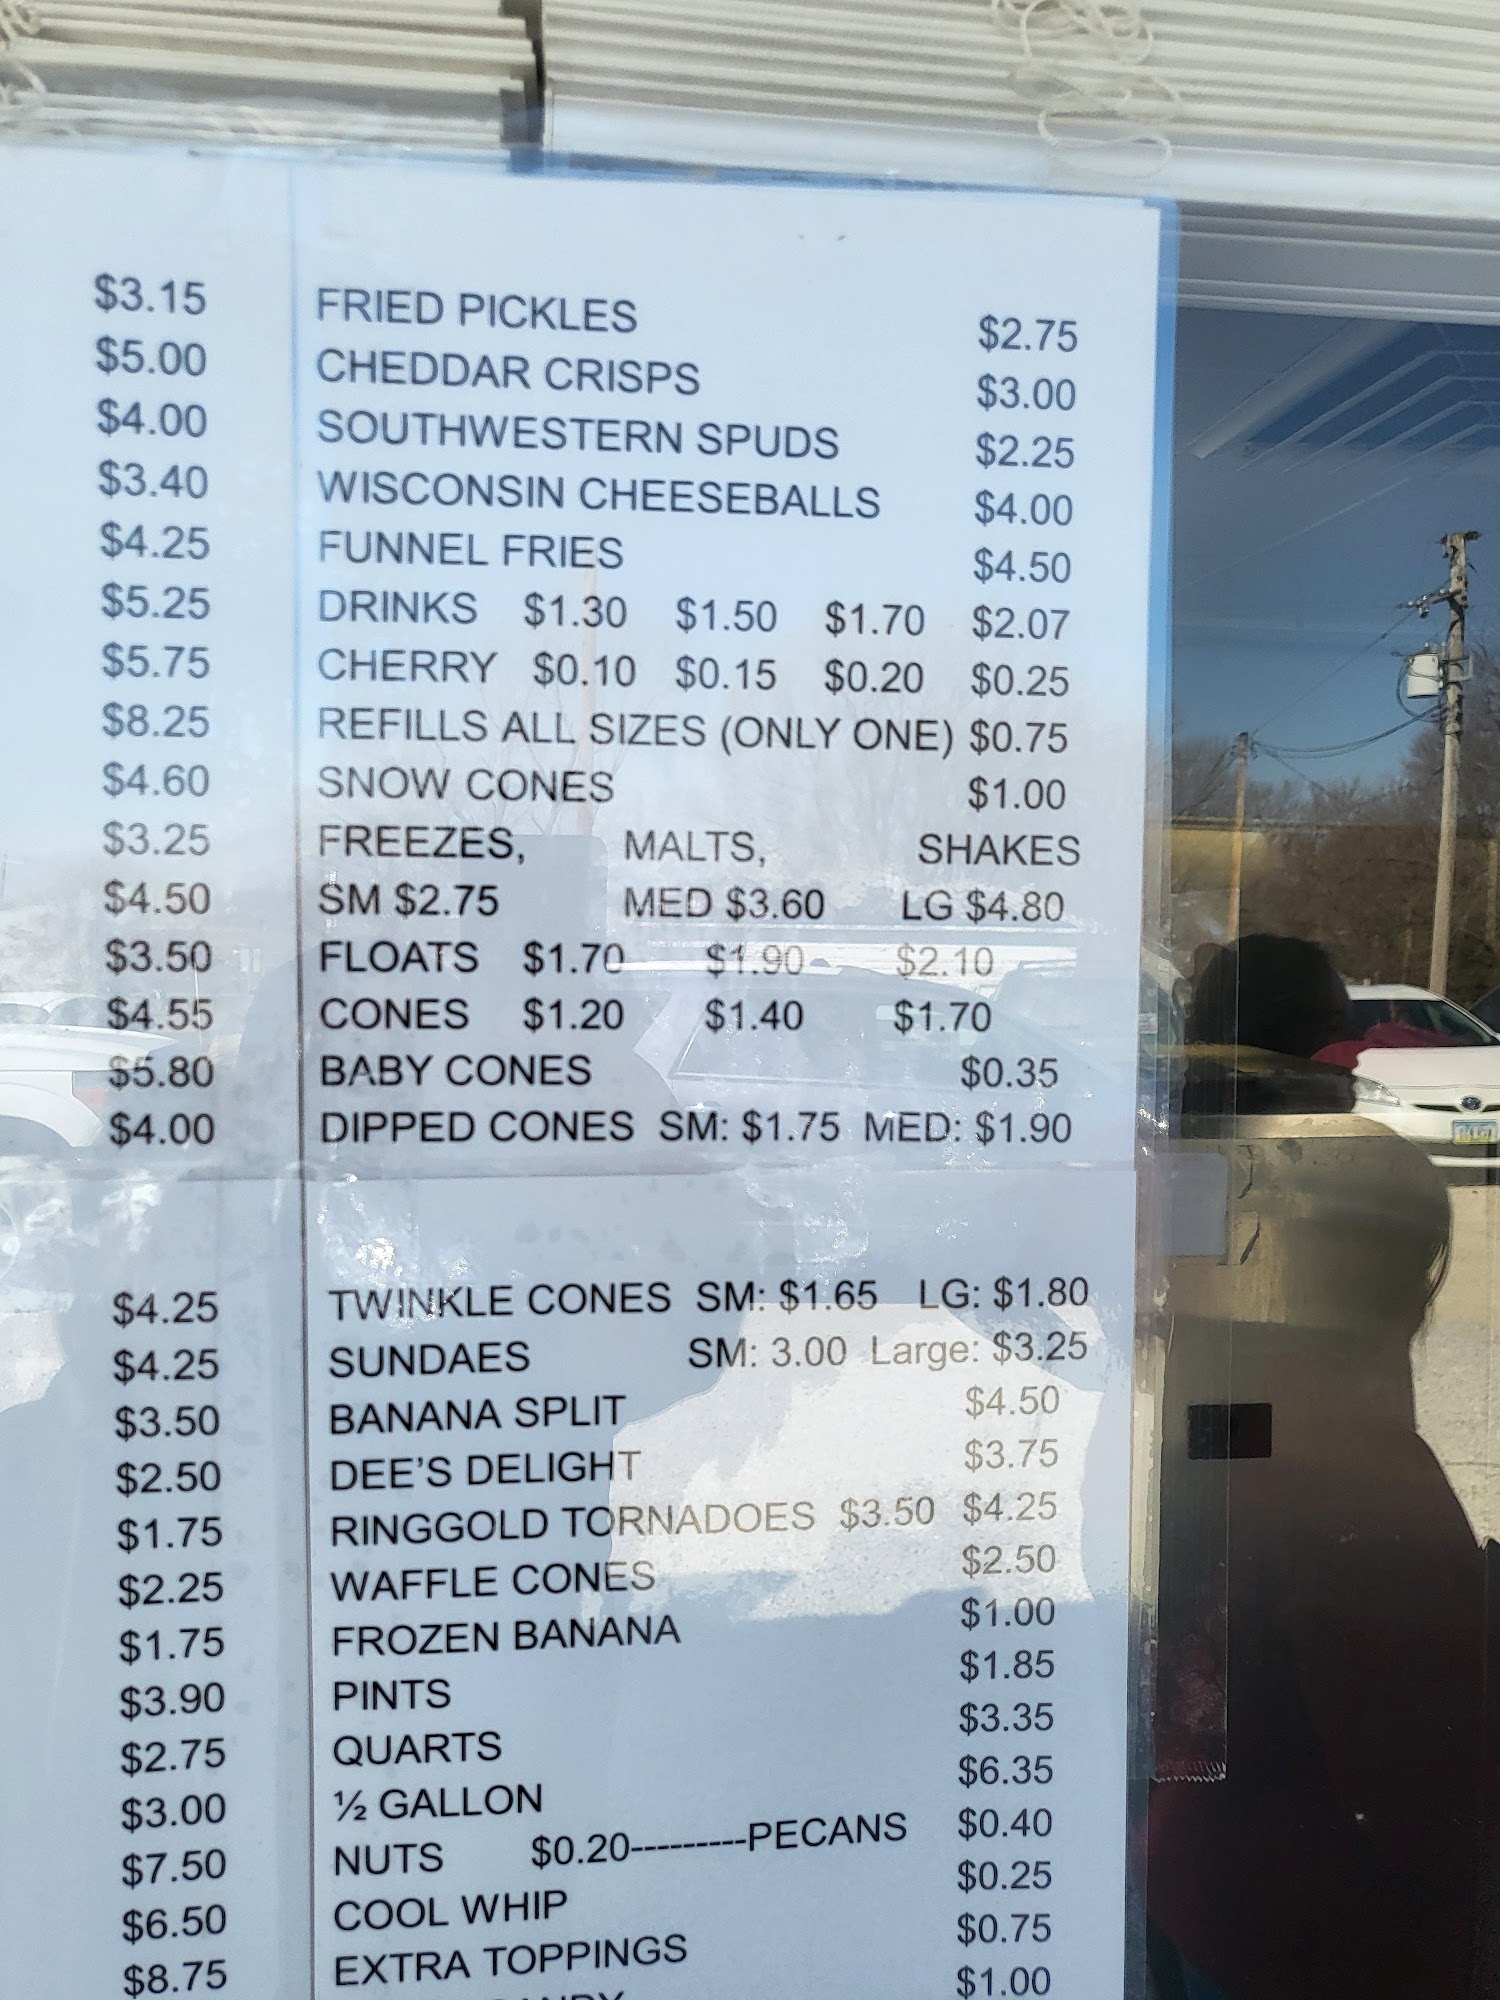 $3.15
$5.00
$4.00
$3.40
$4.25
$5.25
$5.75
$8.25
$4.60
$3.25
$4.50
$3.50
$4.55
$5.80
$4.00
$4.25
$4.25
$3.50
$2.50
$1.75
$2.25
$1.75
$3.90
$2.75
$3.00
$7.50
$6.50
$8.75
FRIED PICKLES $2.75
CHEDDAR CRISPS $3.00
SOUTHWESTERN SPUDS $2.25
WISCONSIN CHEESEBALLS $4.00
FUNNEL FRIES $4.50
DRINKS $1.30 $1.50 $1.70 $2.07
CHERRY $0.10 $0.15 $0.20 $0.25
REFILLS ALL SIZES (ONLY ONE) $0.75
SNOW CONES $1.00
FREEZES, MALTS, SHAKES
SM $2.75 MED $3.60 LG $4.80
FLOATS $1.70 $1.90 $2.10
CONES $1.20 $1.40 $1.70
BABY CONES $0.35
DIPPED CONES SM: $1.75 MED: $1.90
TWINKLE CONES SM: $1.65 LG: $1.80
SUNDAES SM: 3.00 Large: $3.25
BANANA SPLIT $4.50
DEE'S DELIGHT $3.75
RINGGOLD TORNADOES $3.50 $4.25
WAFFLE CONES $2.50
FROZEN BANANA $1.00
PINTS $1.85
QUARTS $3.35
½ GALLON $6.35
NUTS $0.20---------PECANS $0.40
COOL WHIP $0.25
EXTRA TOPPINGS $0.75
$1.00